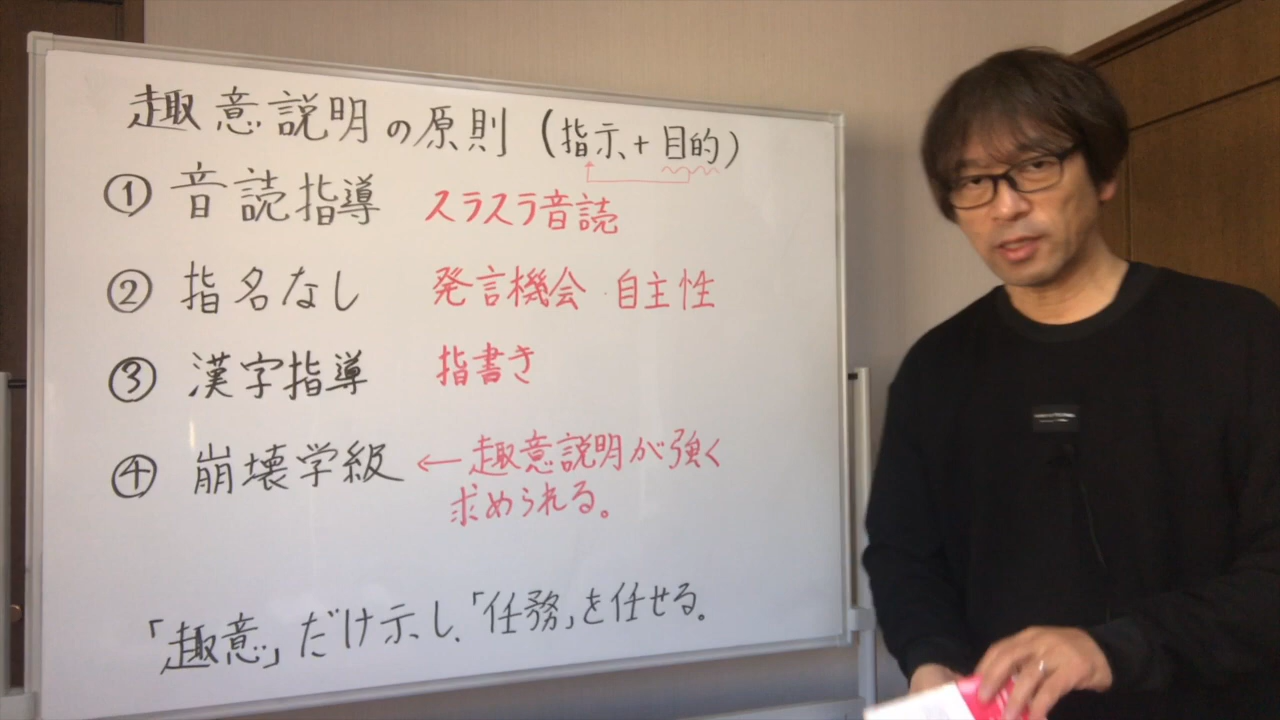 趣意説明の原則(指示+目的)
① 音読指導 スラスラ音読
② 指名なし 発言機会・自主性
③ 漢字指導 指書き
④ 崩壊学級 ← 趣意説明が強く
求められる。
「趣意」だけ示し、「任務」を任せる。